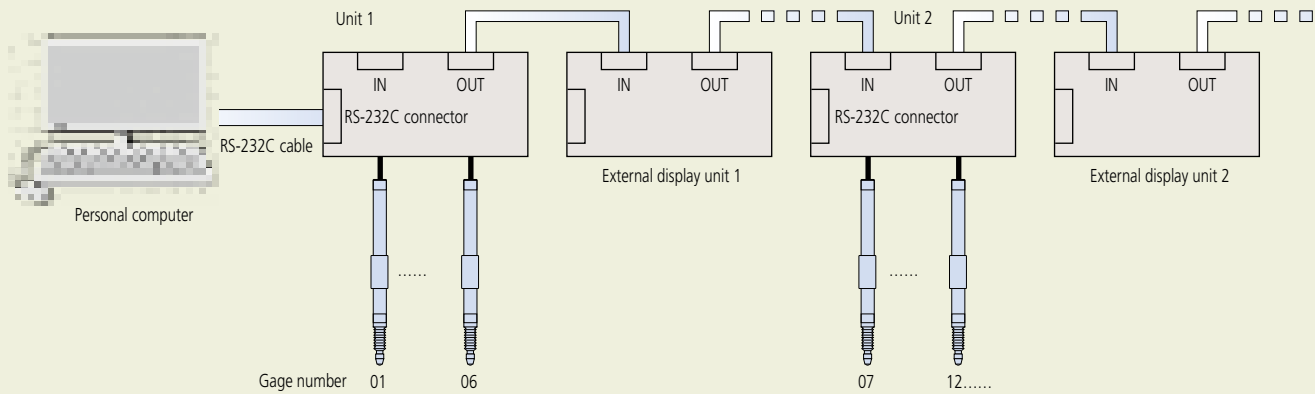 Unit 1
Unit 2
IN OUT
IN OUT
IN OUT
IN OUT
RS-232C connector
RS-232C connector
RS-232C cable
External display unit 1
External display unit 2
Personal computer
......
......
Gage number 01 06 07 12......